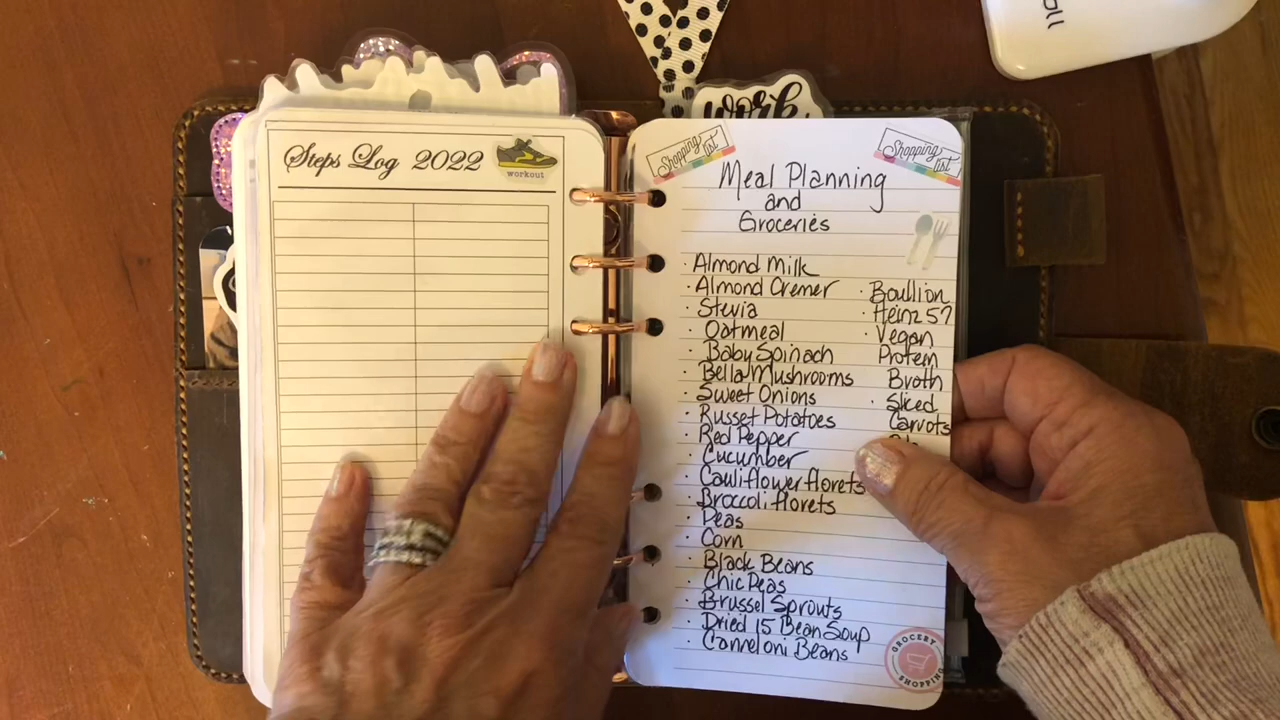 work
Steps Log 2022
workout
Shopping list
Shopping list
Meal Planning
and
Groceries
· Almond Milk
· Almond Cremer
· Stevia
· Oatmeal
· Baby Spinach
· Bella Mushrooms
· Sweet Onions
· Russet Potatoes
· Red Pepper
· Cucumber
· Cauliflower florets
· Broccoli florets
· Peas
· Corn
· Black Beans
· Chic Peas
· Brussel Sprouts
· Dried 15 Bean Soup
· Canneloni Beans
· Boullion
· Heinz 57
· Vegan
Protein
Broth
· Sliced
Carrots
GROCERY
SHOPPING